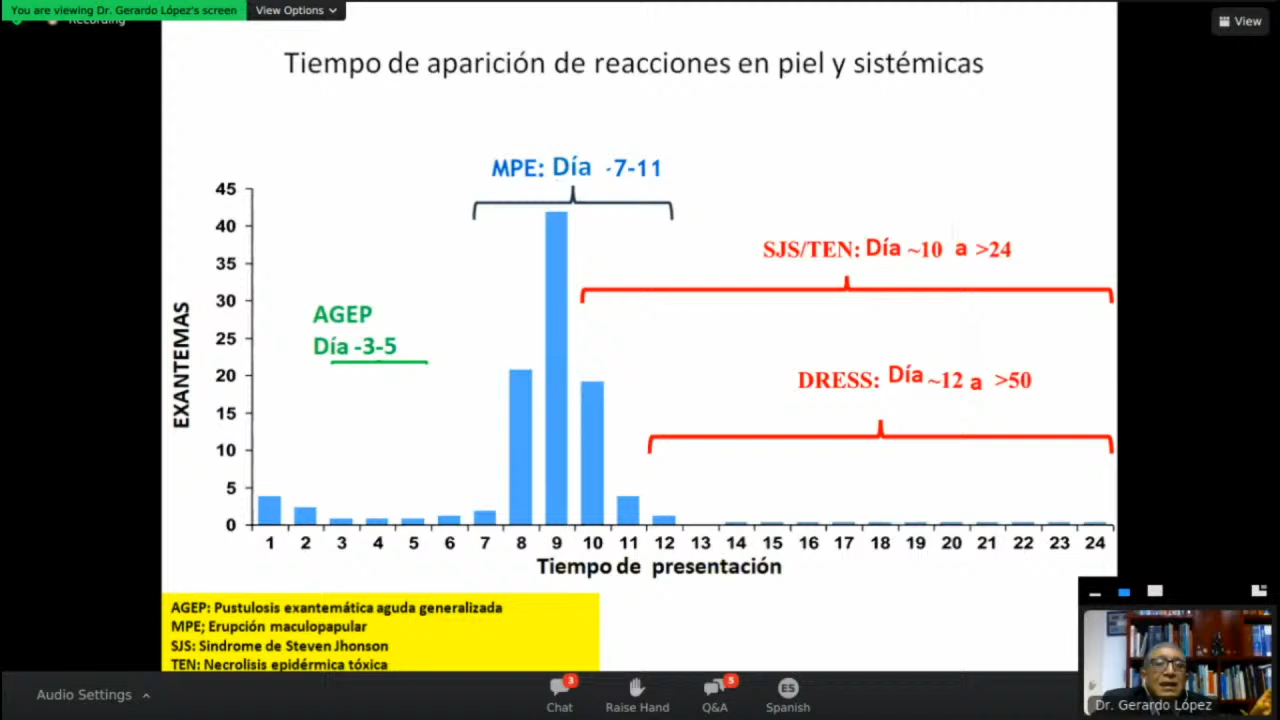 You are viewing Dr. Gerardo López's screen
View Options
Recording
View
Tiempo de aparición de reacciones en piel y sistémicas
MPE: Día -7-11
SJS/TEN: Día ~10 a >24
AGEP
Día -3-5
DRESS: Día ~12 a >50
EXANTEMAS
45
40
35
30
25
20
15
10
5
0
1 2 3 4 5 6 7 8 9 10 11 12 13 14 15 16 17 18 19 20 21 22 23 24
Tiempo de presentación
AGEP: Pustulosis exantemática aguda generalizada
MPE; Erupción maculopapular
SJS: Sindrome de Steven Jhonson
TEN: Necrolisis epidérmica tóxica
Audio Settings
3
Chat
Raise Hand
5
Q&A
ES
Spanish
Dr. Gerardo López